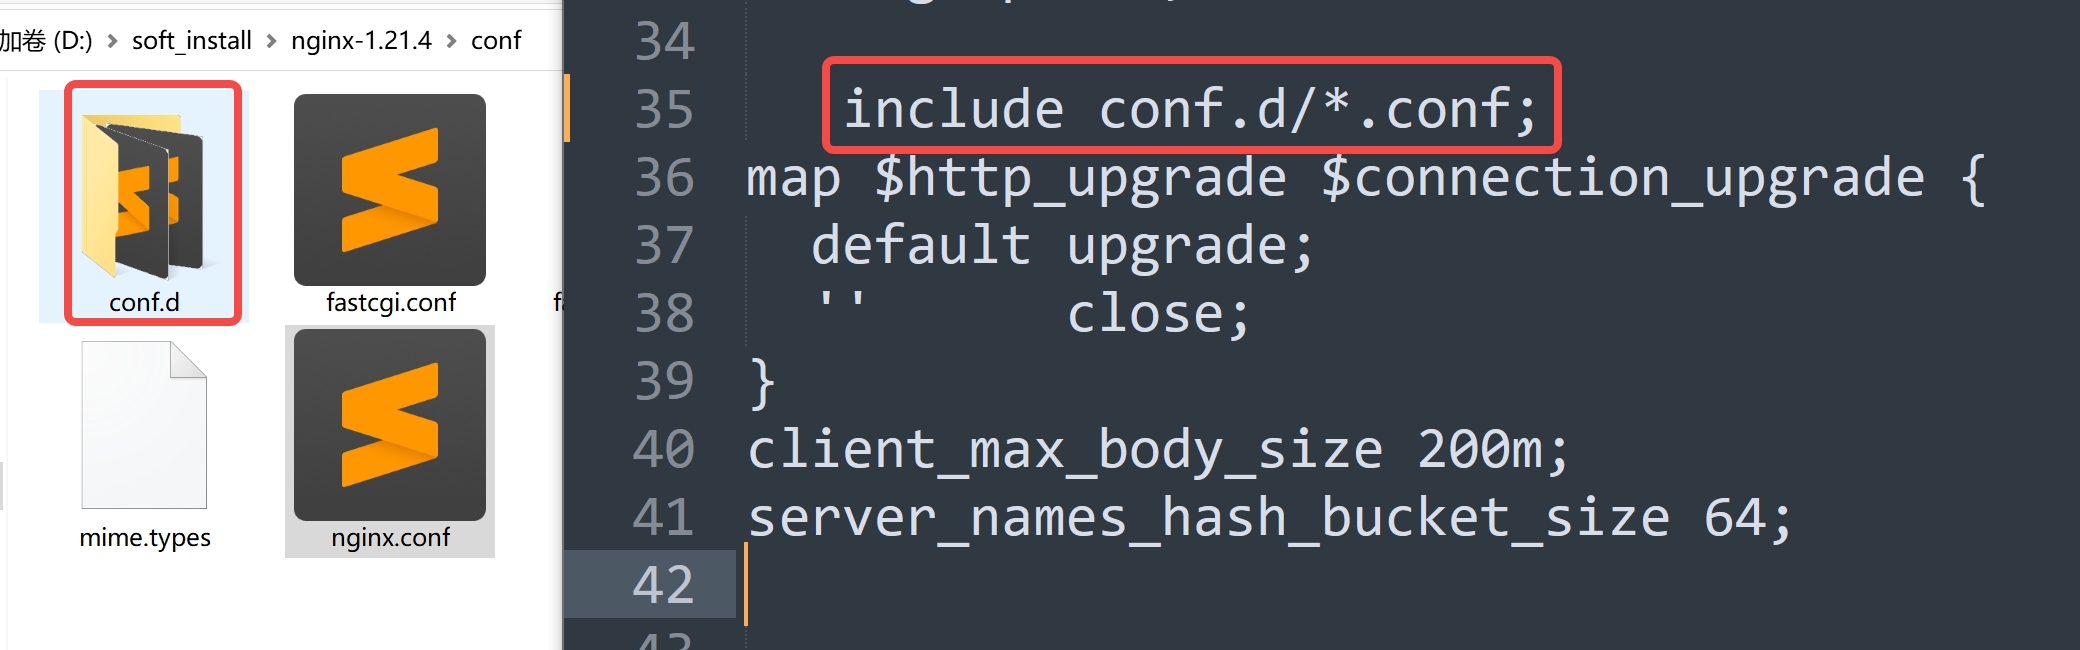 加卷 (D:) > soft_install > nginx-1.21.4 > conf
conf.d
fastcgi.conf
mime.types
nginx.conf
34
35 include conf.d/*.conf;
36 map $http_upgrade $connection_upgrade {
37 default upgrade;
38 '' close;
39 }
40 client_max_body_size 200m;
41 server_names_hash_bucket_size 64;
42
43